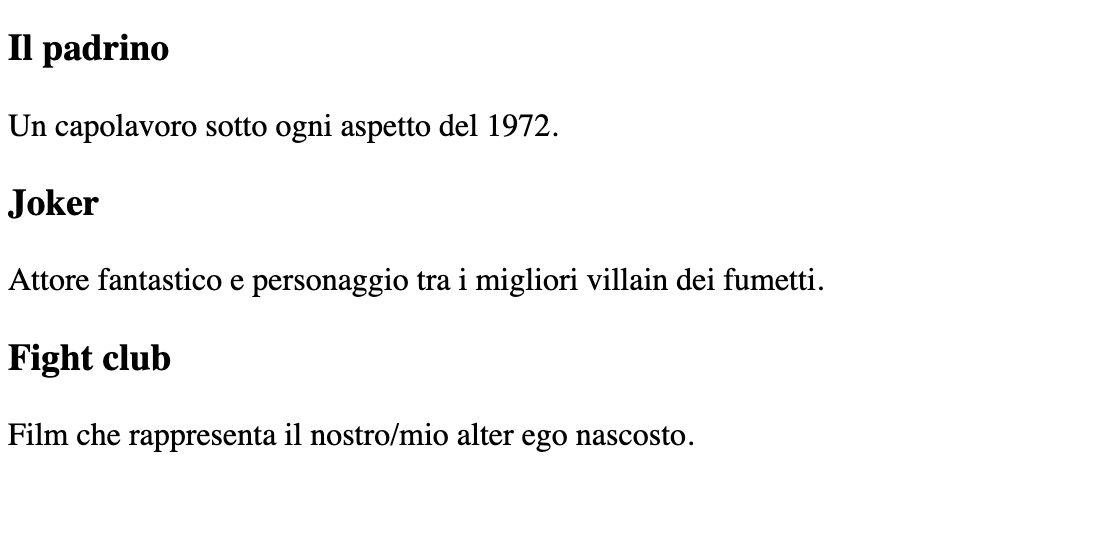 Il padrino
Un capolavoro sotto ogni aspetto del 1972.
Joker
Attore fantastico e personaggio tra i migliori villain dei fumetti.
Fight club
Film che rappresenta il nostro/mio alter ego nascosto.